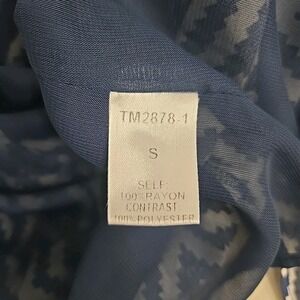 TM2878-1
S
SELF
100%RAYON
CONTRAST
100%POLYESTER